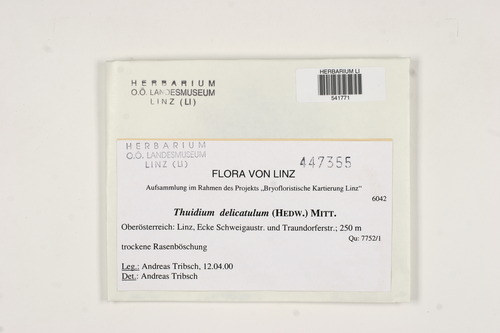 HERBARIUM
O.Ö. LANDESMUSEUM
LINZ (LI)
HERBARIUM LI
541771
HERBARIUM
O.Ö. LANDESMUSEUM
LINZ (LI)
447355
FLORA VON LINZ
Aufsammlung im Rahmen des Projekts „Bryofloristische Kartierung Linz“
6042
Thuidium delicatulum (HEDW.) MITT.
Oberösterreich: Linz, Ecke Schweigaustr. und Traundorferstr.; 250 m
Qu: 7752/1
trockene Rasenböschung
Leg.: Andreas Tribsch, 12.04.00
Det.: Andreas Tribsch